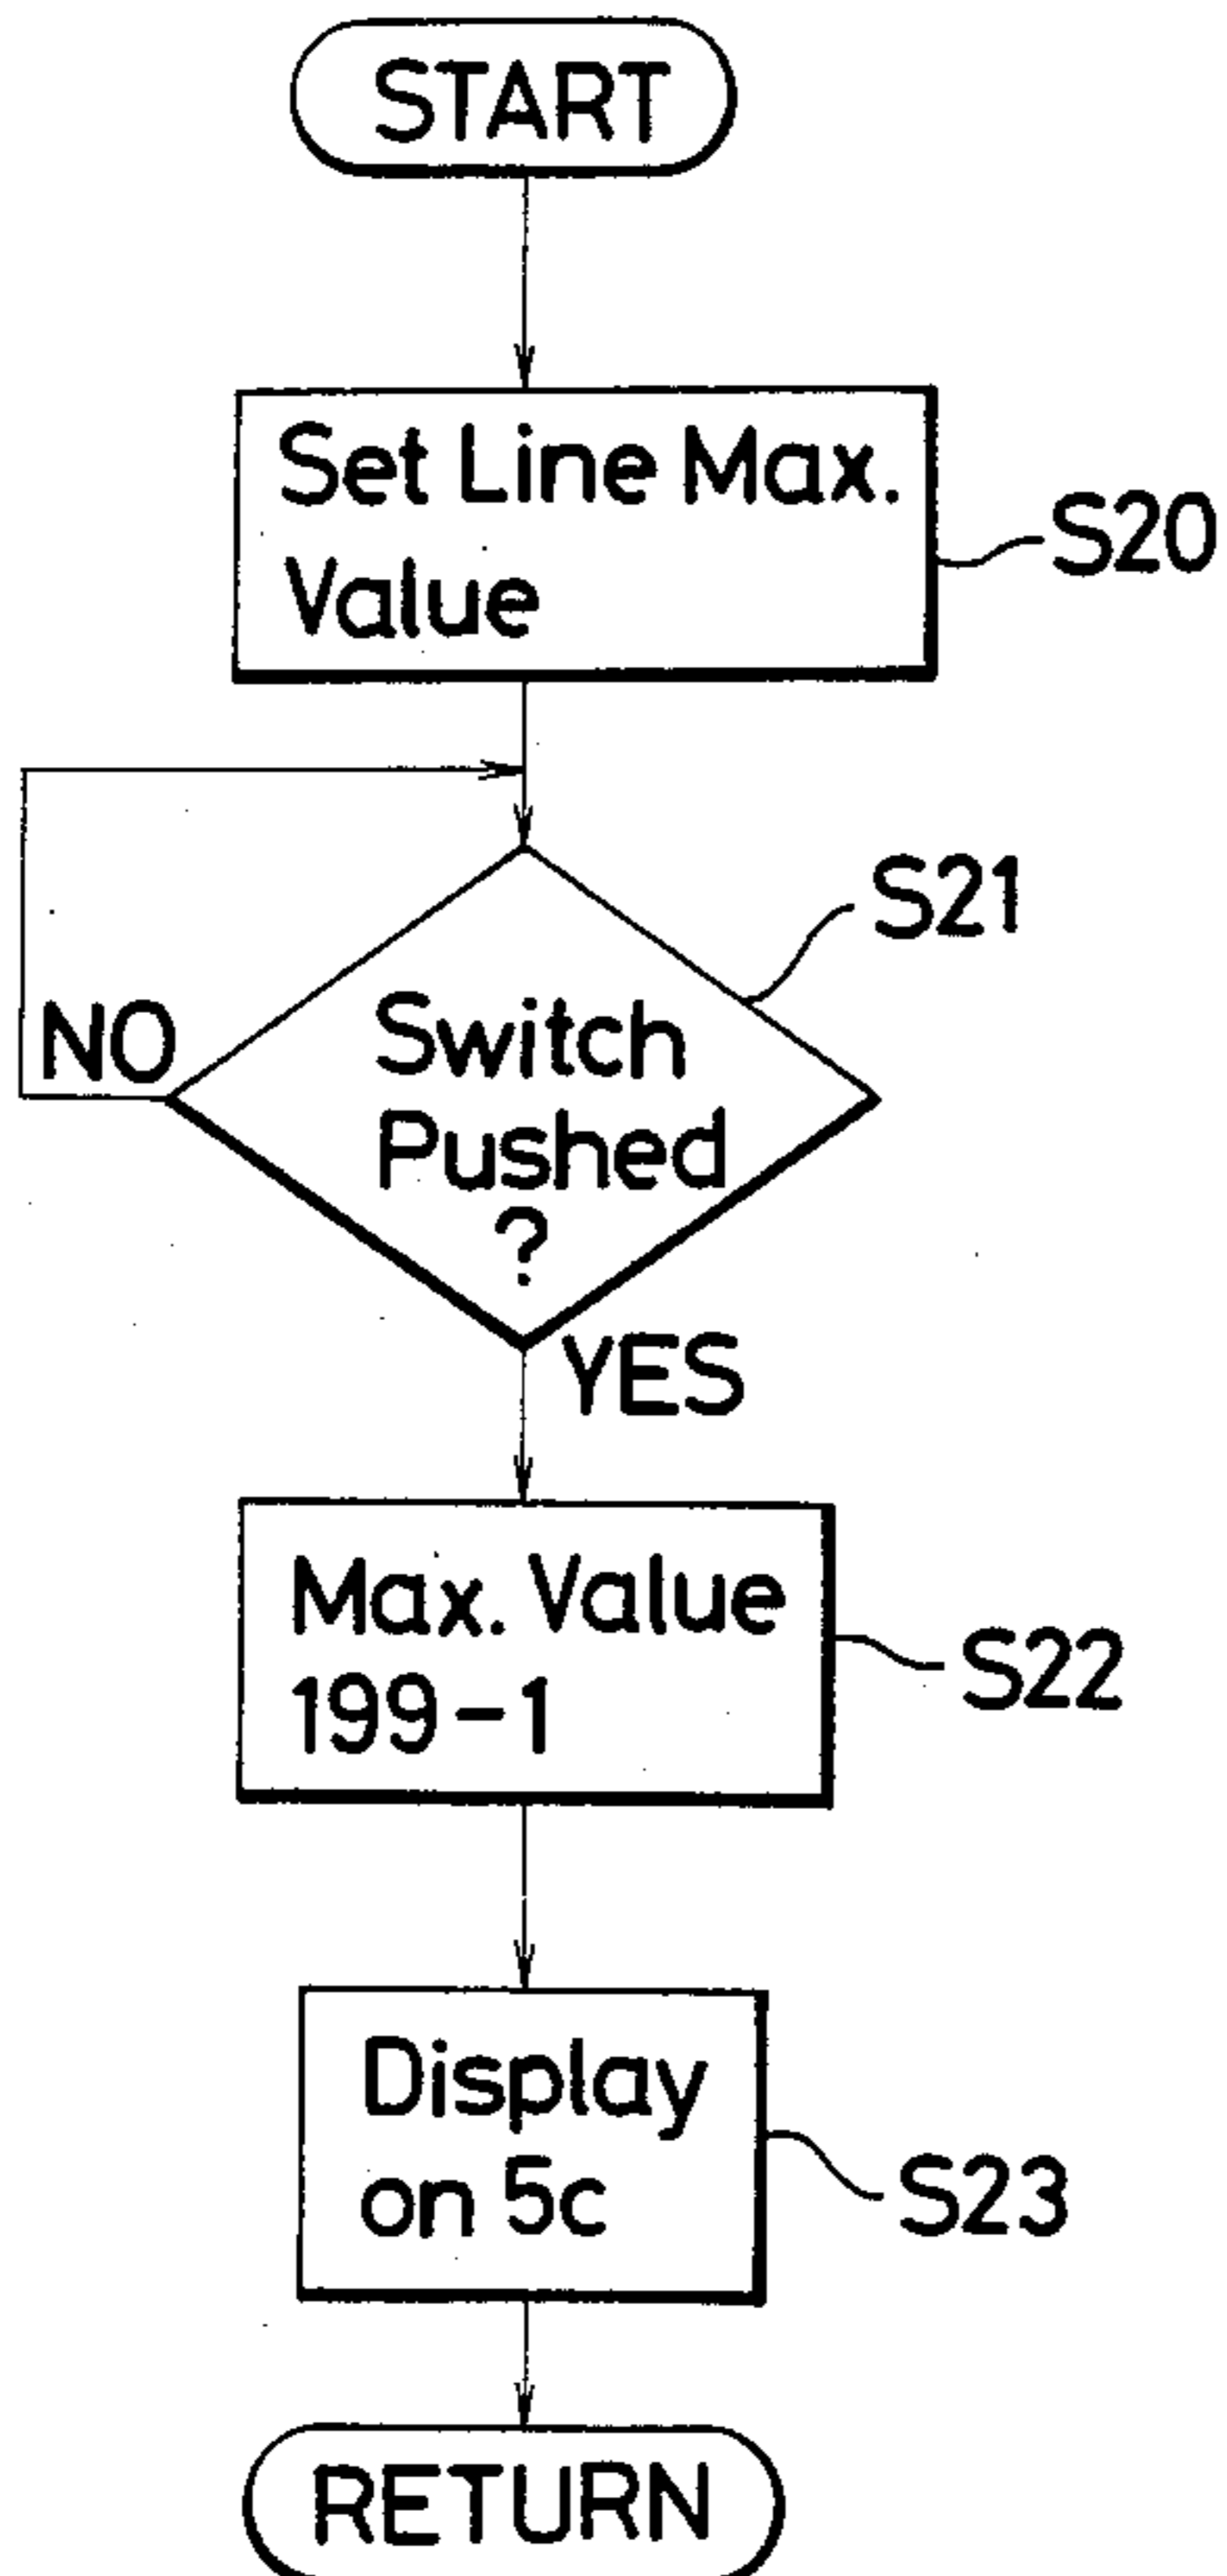 START
Set Line Max.
Value
S20
S21
NO
Switch
Pushed
?
YES
Max. Value
199-1
S22
Display
on 5c
S23
RETURN